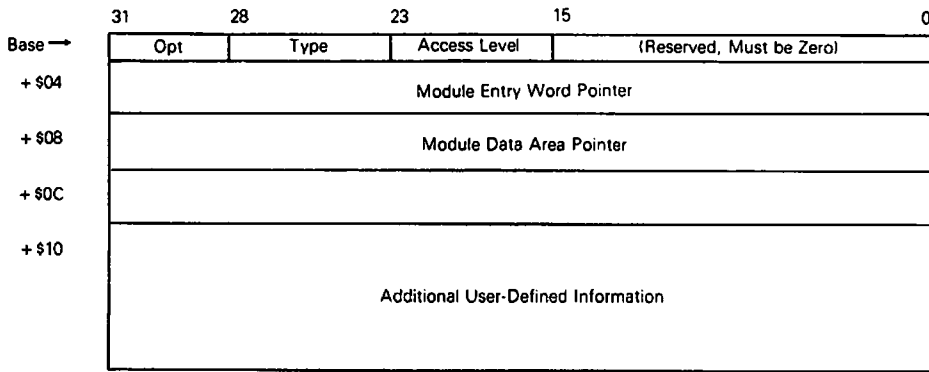 31 28 23 15 0
Base → Opt Type Access Level (Reserved, Must be Zero)
+ $04 Module Entry Word Pointer
+ $08 Module Data Area Pointer
+ $0C
+ $10
Additional User-Defined Information